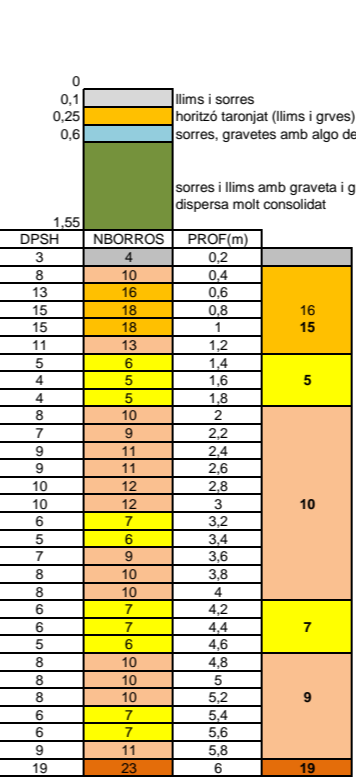 0
0,1 llims i sorres
0,25 horitzó taronjat (llims i grves)
0,6 sorres, gravetes amb algo de
sorres i llims amb graveta i g
dispersa molt consolidat
1,55
DPSH NBORROS PROF(m)
3 4 0,2
8 10 0,4
13 16 0,6
15 18 0,8 16
15 18 1 15
11 13 1,2
5 6 1,4
4 5 1,6 5
4 5 1,8
8 10 2
7 9 2,2
9 11 2,4
9 11 2,6
10 12 2,8
10 12 3 10
6 7 3,2
5 6 3,4
7 9 3,6
8 10 3,8
8 10 4
6 7 4,2
6 7 4,4 7
5 6 4,6
8 10 4,8
8 10 5
8 10 5,2 9
6 7 5,4
6 7 5,6
9 11 5,8
19 23 6 19